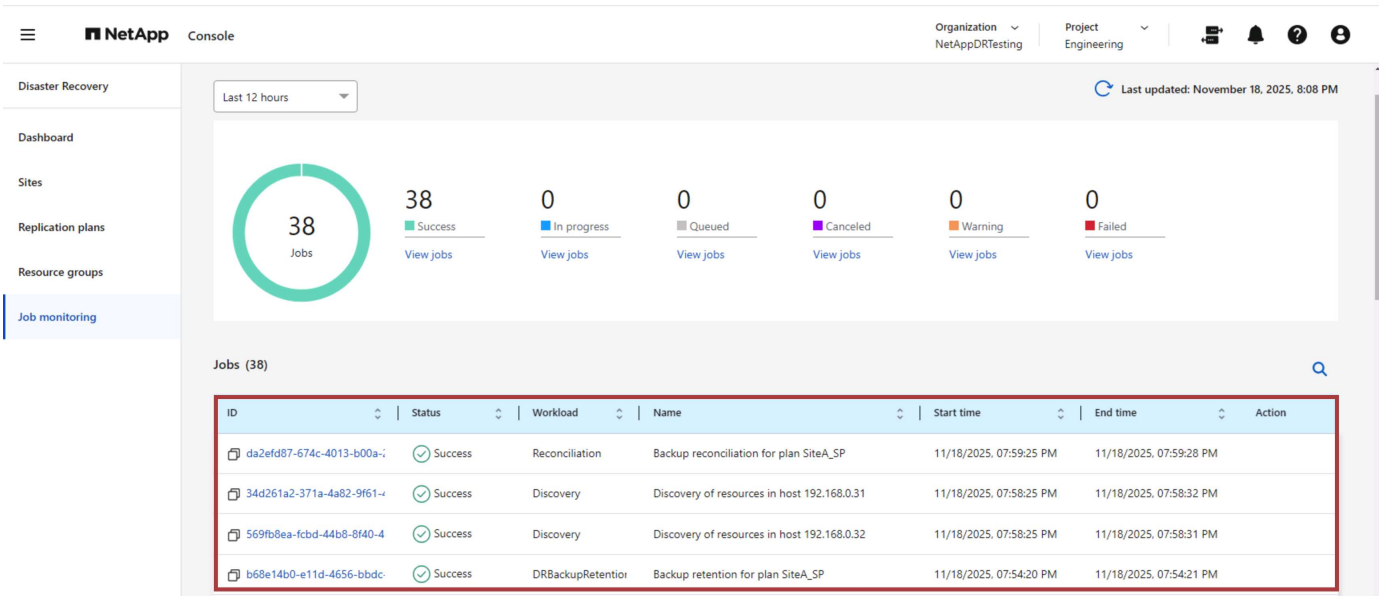 NetApp Console
Organization
NetAppDRTesting
Project
Engineering
Disaster Recovery
Dashboard
Sites
Replication plans
Resource groups
Job monitoring
Last 12 hours
Last updated: November 18, 2025, 8:08 PM
38
Jobs
38
Success
View jobs
0
In progress
View jobs
0
Queued
View jobs
0
Canceled
View jobs
0
Warning
View jobs
0
Failed
View jobs
Jobs (38)
ID Status Workload Name Start time End time Action
da2efd87-674c-4013-b00a- Success Reconciliation Backup reconciliation for plan SiteA_SP 11/18/2025, 07:59:25 PM 11/18/2025, 07:59:28 PM
34d261a2-371a-4a82-9f61- Success Discovery Discovery of resources in host 192.168.0.31 11/18/2025, 07:58:25 PM 11/18/2025, 07:58:32 PM
569fb8ea-fcbd-44b8-8f40-4 Success Discovery Discovery of resources in host 192.168.0.32 11/18/2025, 07:58:25 PM 11/18/2025, 07:58:31 PM
b68e14b0-e11d-4656-bbdc- Success DRBackupRetention Backup retention for plan SiteA_SP 11/18/2025, 07:54:20 PM 11/18/2025, 07:54:21 PM